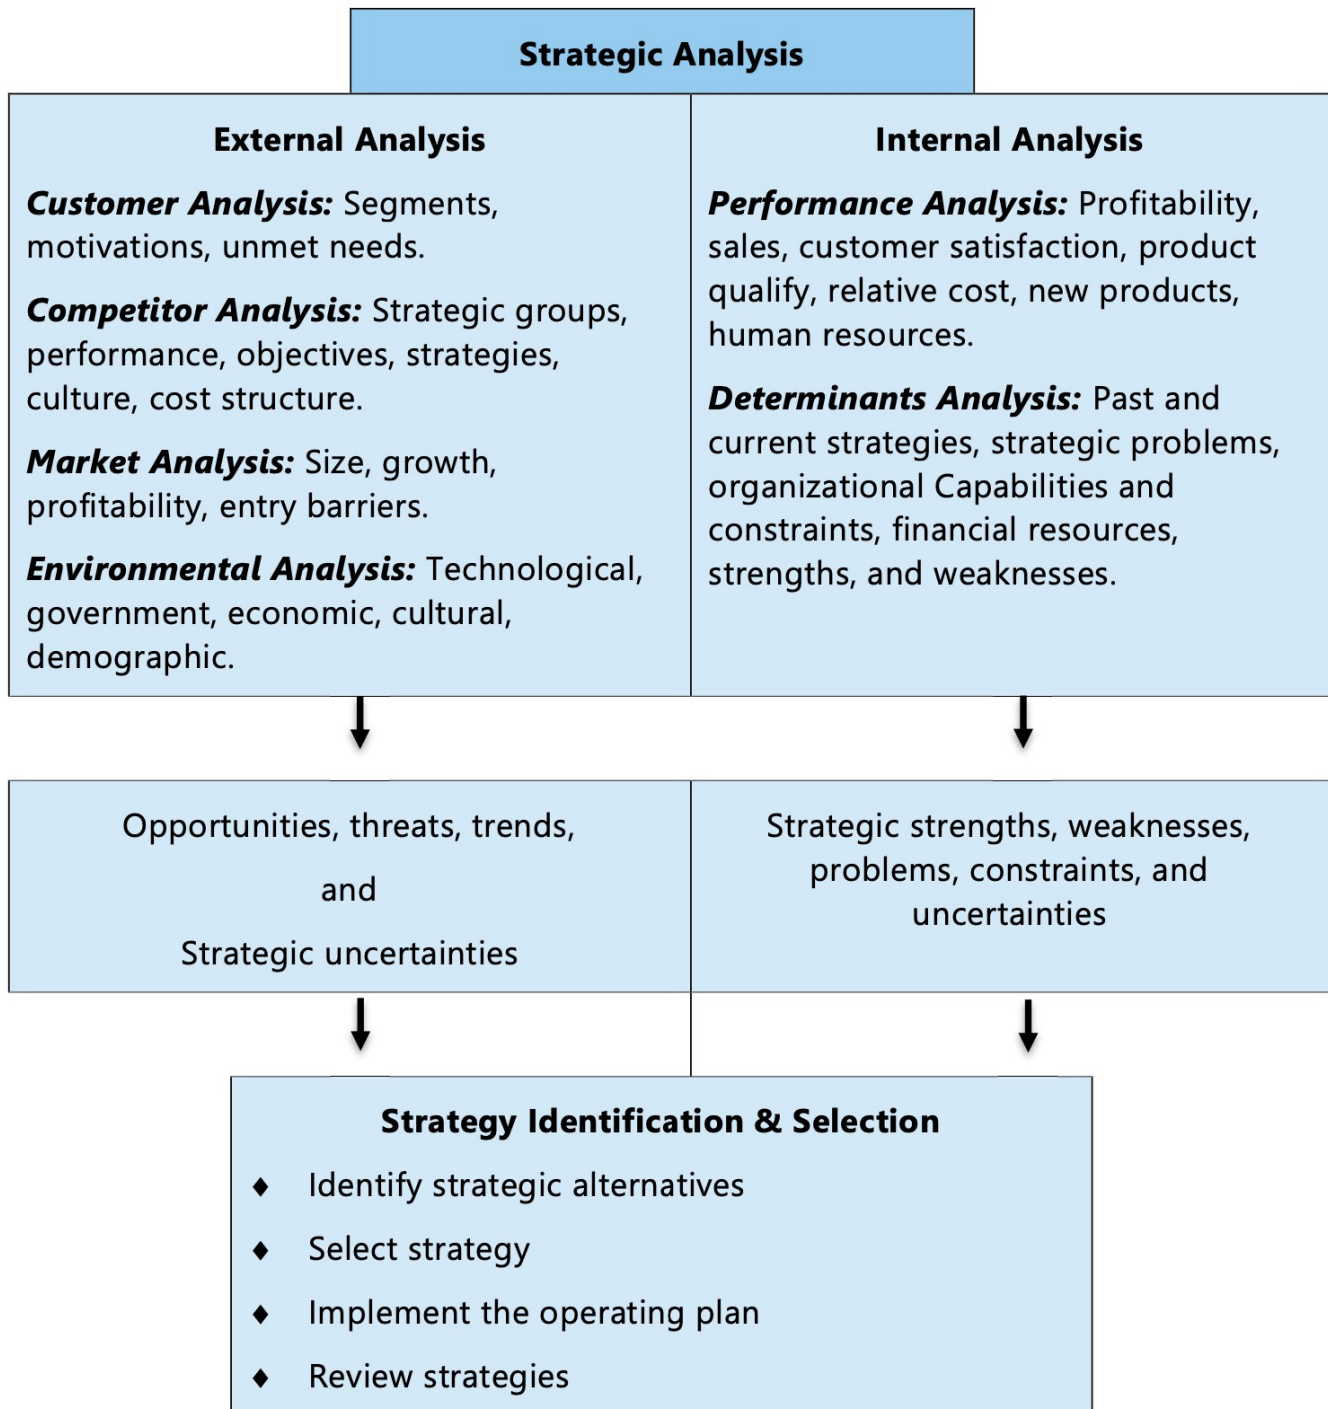 Strategic Analysis
External Analysis
Customer Analysis: Segments,
motivations, unmet needs.
Competitor Analysis: Strategic groups,
performance, objectives, strategies,
culture, cost structure.
Market Analysis: Size, growth,
profitability, entry barriers.
Environmental Analysis: Technological,
government, economic, cultural,
demographic.
Internal Analysis
Performance Analysis: Profitability,
sales, customer satisfaction, product
qualify, relative cost, new products,
human resources.
Determinants Analysis: Past and
current strategies, strategic problems,
organizational Capabilities and
constraints, financial resources,
strengths, and weaknesses.
Opportunities, threats, trends,
and
Strategic uncertainties
Strategic strengths, weaknesses,
problems, constraints, and
uncertainties
Strategy Identification & Selection
♦ Identify strategic alternatives
♦ Select strategy
♦ Implement the operating plan
♦ Review strategies